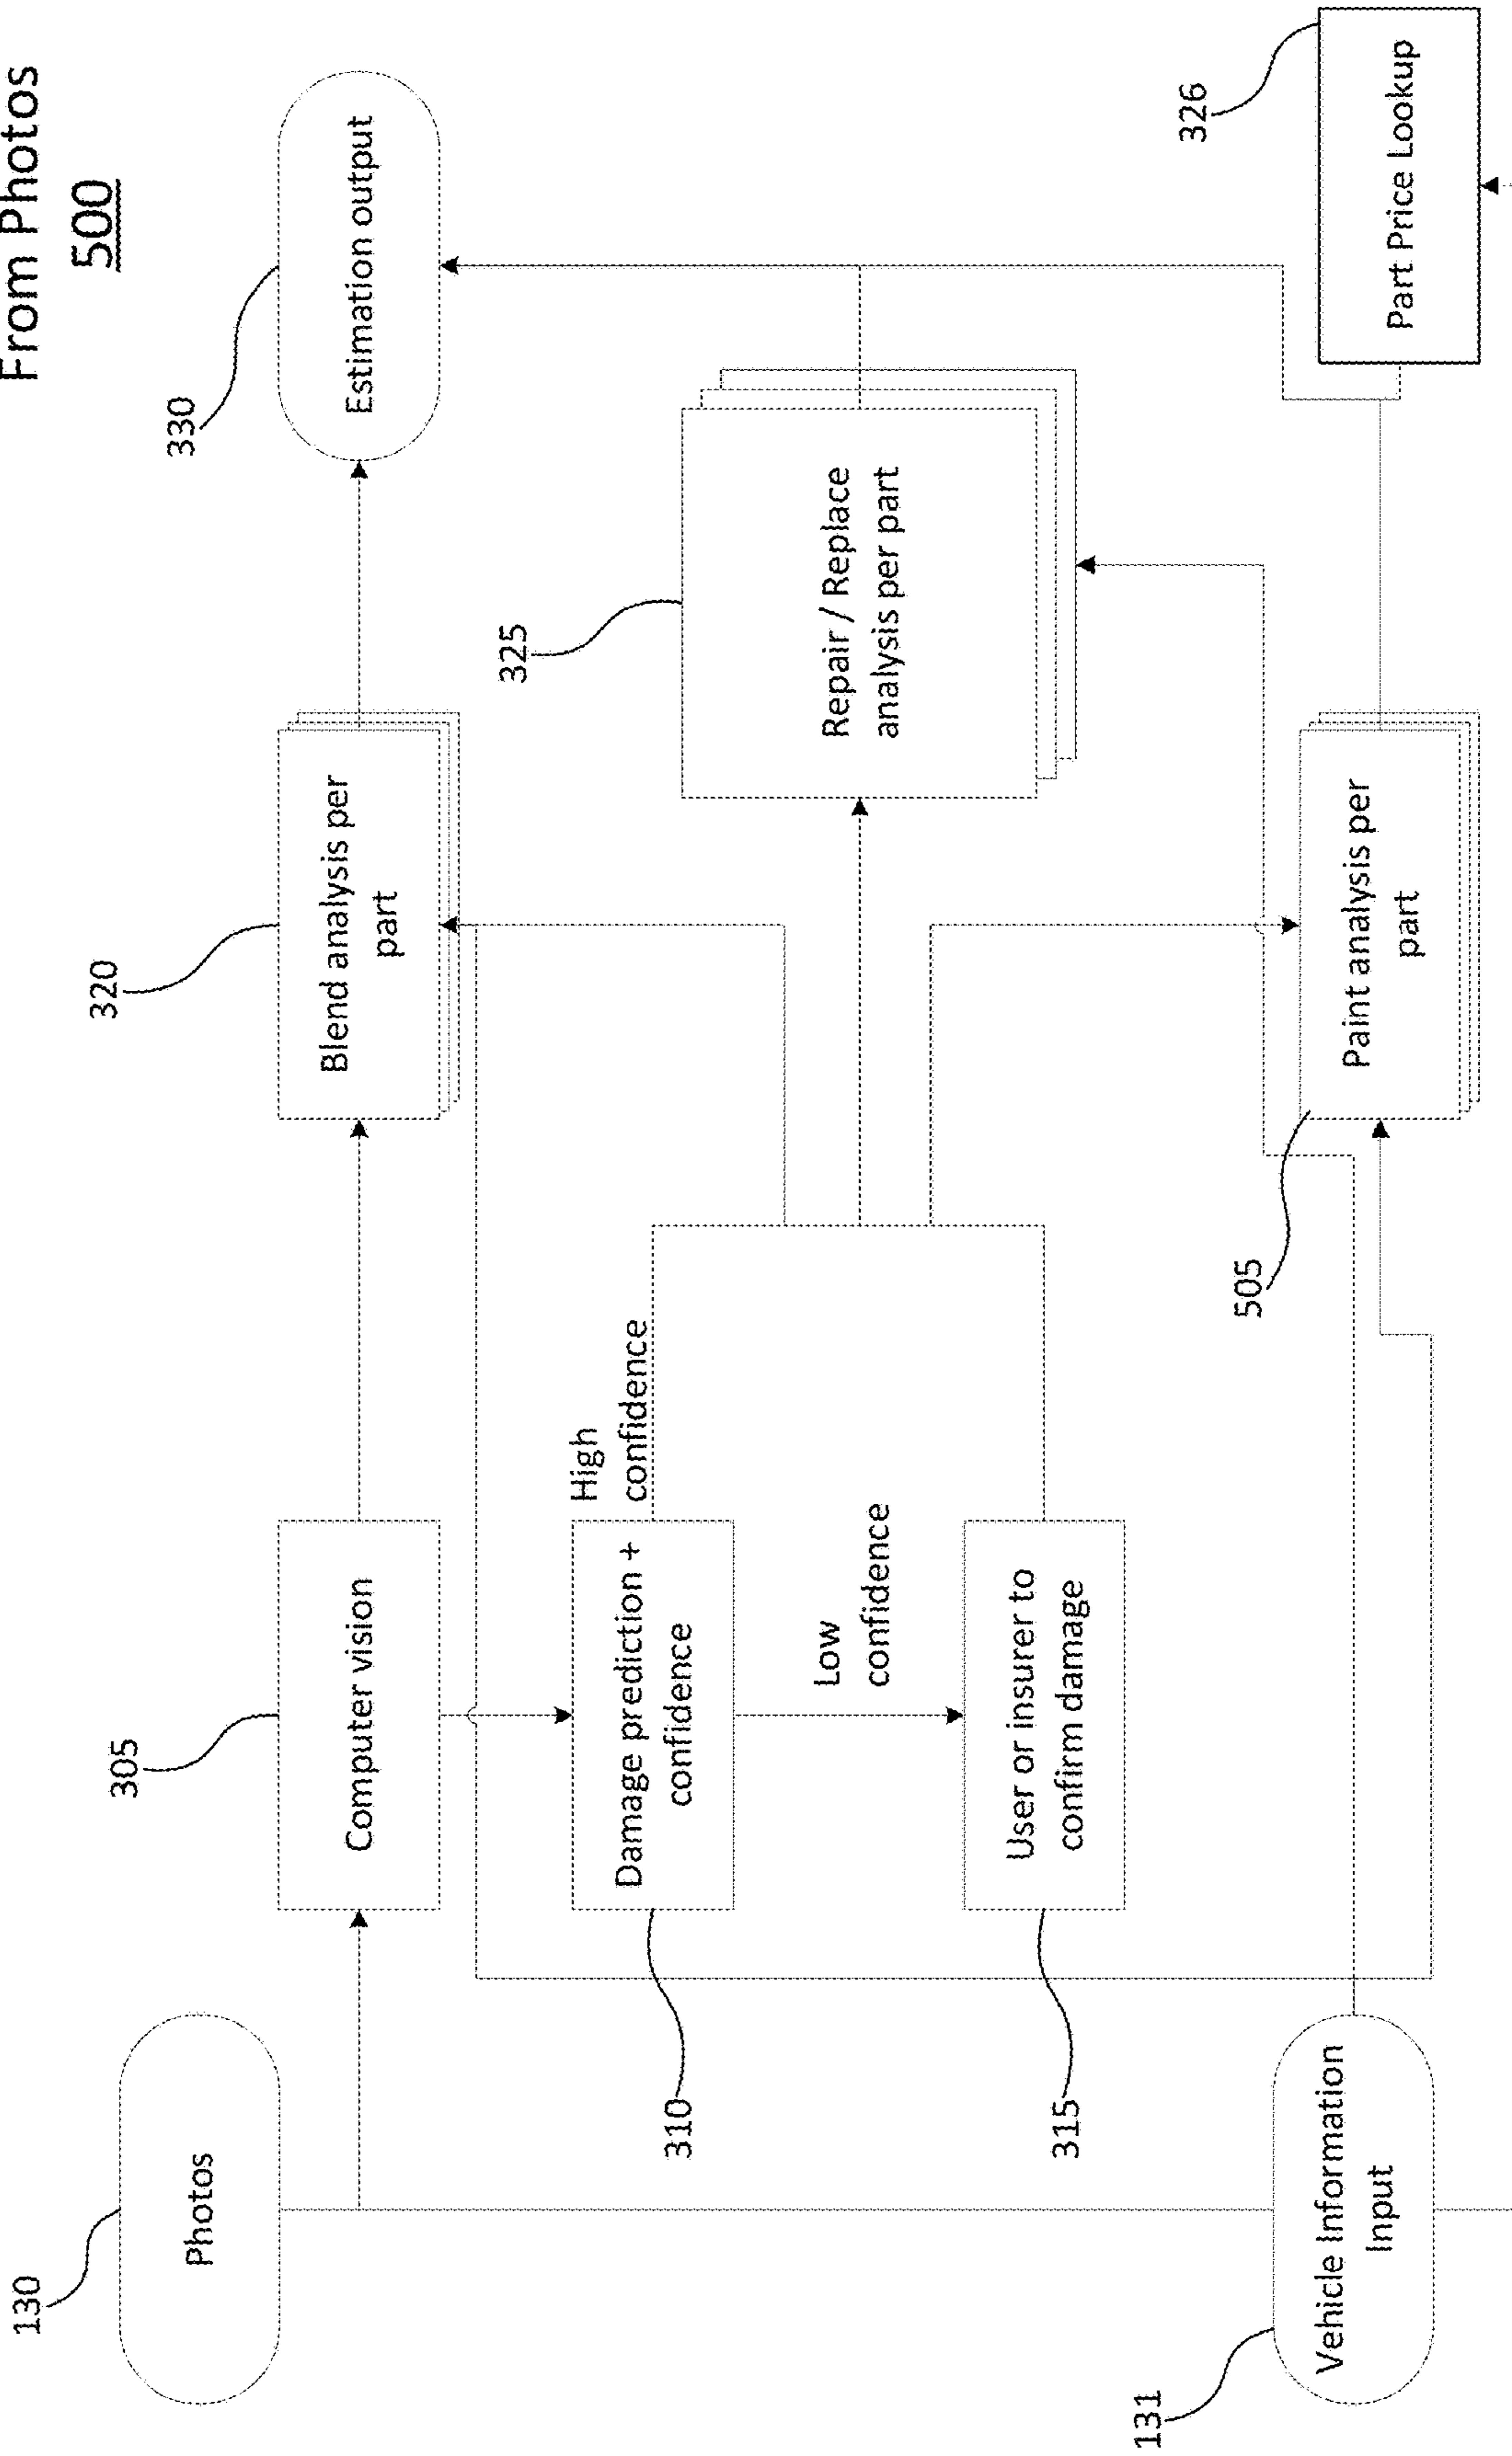 From Photos
500
130
Photos
305
Computer vision
320
Blend analysis per
part
330
Estimation output
310
Damage prediction +
confidence
High
confidence
Low
confidence
315
User or insurer to
confirm damage
325
Repair / Replace
analysis per part
131
Vehicle Information
Input
505
Paint analysis per
part
326
Part Price Lookup